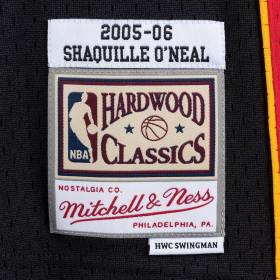 2005-06
SHAQUILLE O'NEAL
HARDWOOD
NBA
CLASSICS
NOSTALGIA CO.
Mitchell & Ness
PHILADELPHIA, PA.
HWC SWINGMAN